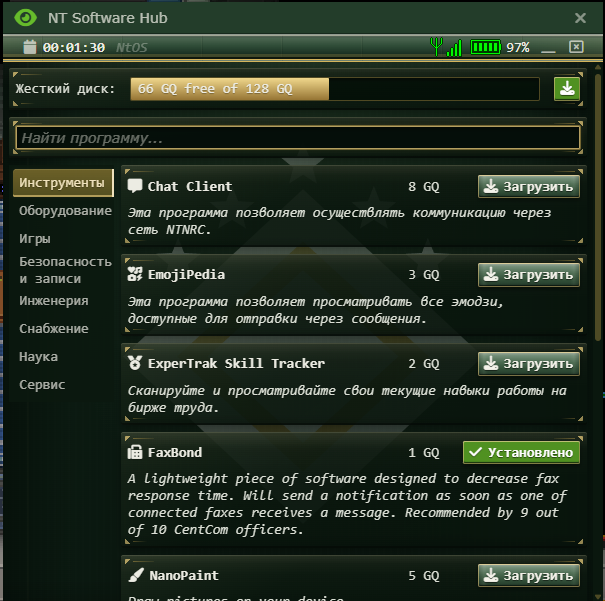 NT Software Hub
00:01:30 NtOS 97%
Жесткий диск: 66 GQ free of 128 GQ
Найти программу...
Инструменты
Оборудование
Игры
Безопасность
и записи
Инженерия
Снабжение
Наука
Сервис
Chat Client 8 GQ Загрузить
Эта программа позволяет осуществлять коммуникацию через
сеть NTNRC.
EmojiPedia 3 GQ Загрузить
Эта программа позволяет просматривать все эмодзи,
доступные для отправки через сообщения.
ExperTrak Skill Tracker 2 GQ Загрузить
Сканируйте и просматривайте свои текущие навыки работы на
бирже труда.
FaxBond 1 GQ Установлено
A lightweight piece of software designed to decrease fax
response time. Will send a notification as soon as one of
connected faxes receives a message. Recommended by 9 out
of 10 CentCom officers.
NanoPaint 5 GQ Загрузить
Draw pictures on your device